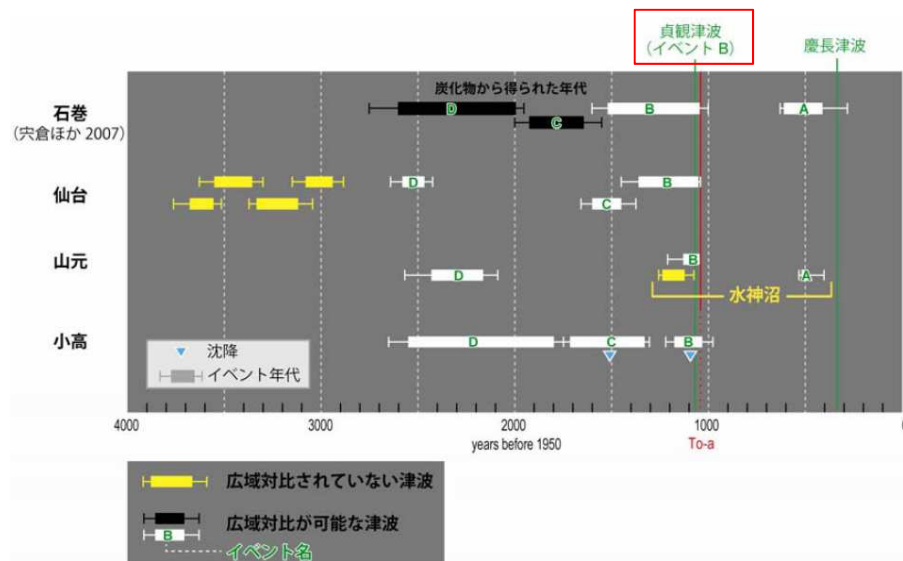 貞観津波
(イベント B)
慶長津波
炭化物から得られた年代
石巻
(宍倉ほか 2007)
D
C
B
A
仙台
D
C
B
山元
D
B
A
水神沼
小高
D
C
B
沈降
イベント年代
4000
3000
2000
1000
0
years before 1950
To-a
広域対比されていない津波
広域対比が可能な津波
B
イベント名